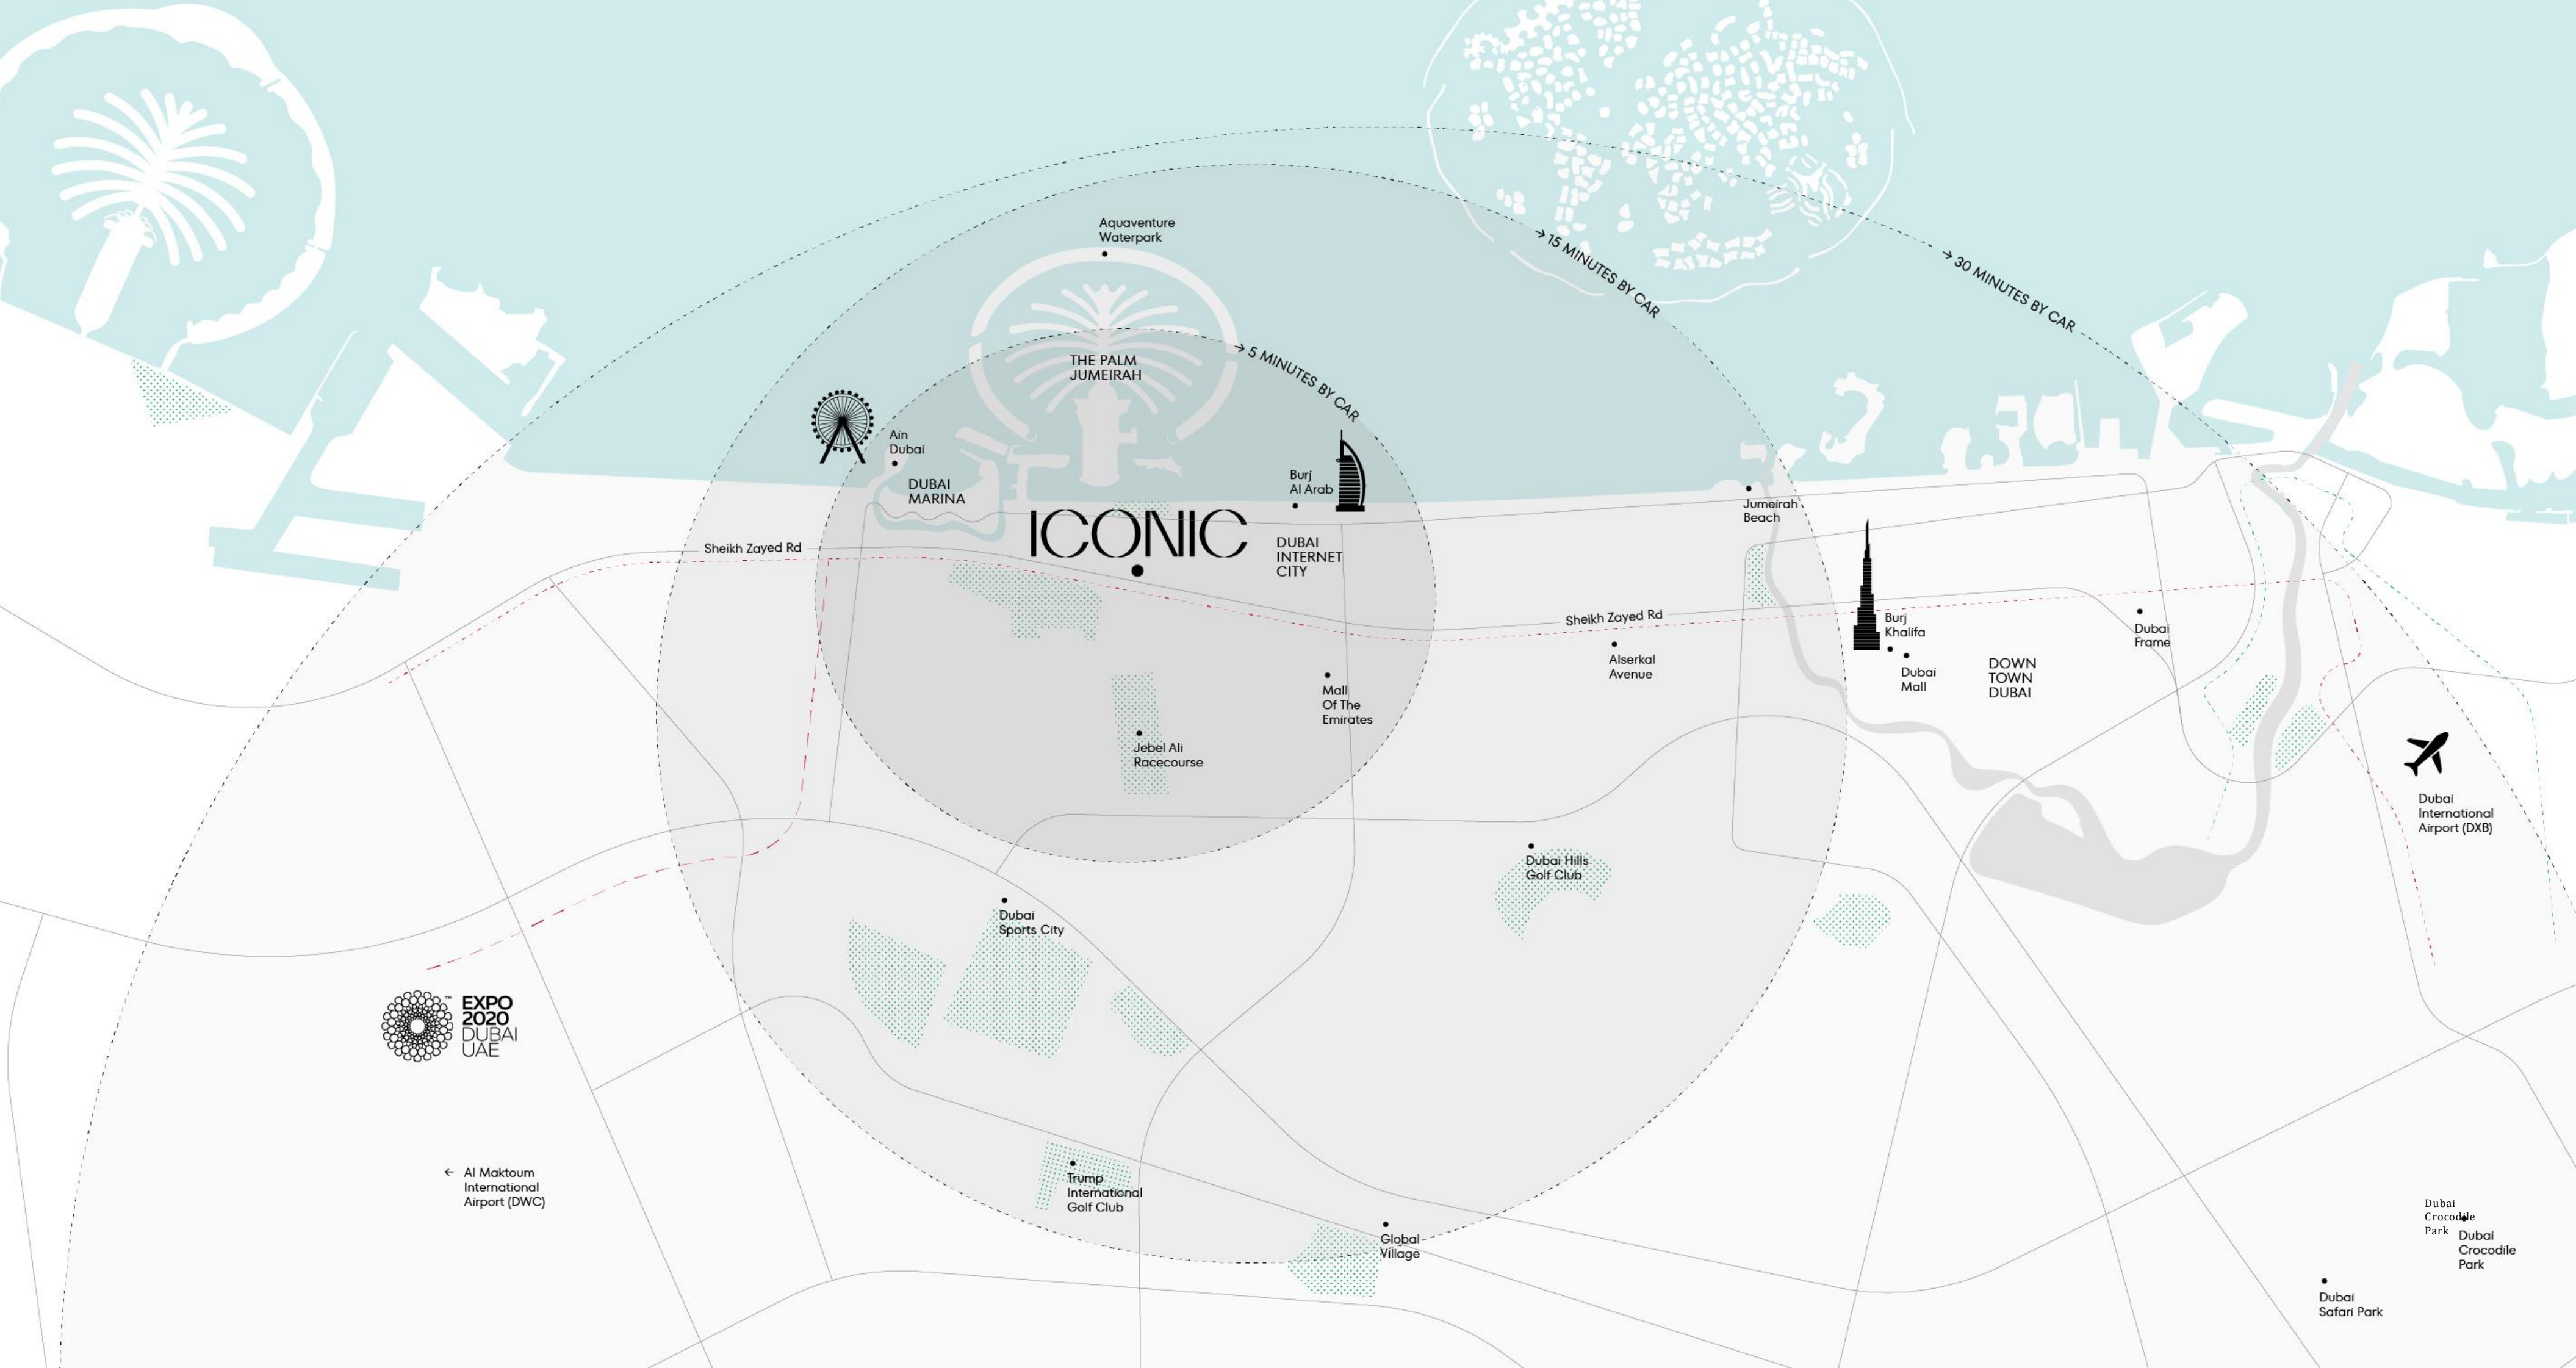 Aquaventure
Waterpark
→ 15 MINUTES BY CAR
→ 30 MINUTES BY CAR
→ 5 MINUTES BY CAR
THE PALM
JUMEIRAH
Ain
Dubai
DUBAI
MARINA
Burj
Al Arab
ICONIC
DUBAI
INTERNET
CITY
Jumeirah
Beach
Sheikh Zayed Rd
Sheikh Zayed Rd
Burj
Khalifa
Dubai
Mall
DOWN
TOWN
DUBAI
Dubai
Frame
Alserkal
Avenue
Mall
Of The
Emirates
Jebel Ali
Racecourse
Dubai
International
Airport (DXB)
Dubai Hills
Golf Club
Dubai
Sports City
EXPO
2020
DUBAI
UAE
™
← Al Maktoum
International
Airport (DWC)
Trump
International
Golf Club
Global
Village
Dubai
Crocodile
Park
Dubai
Crocodile
Park
Dubai
Safari Park